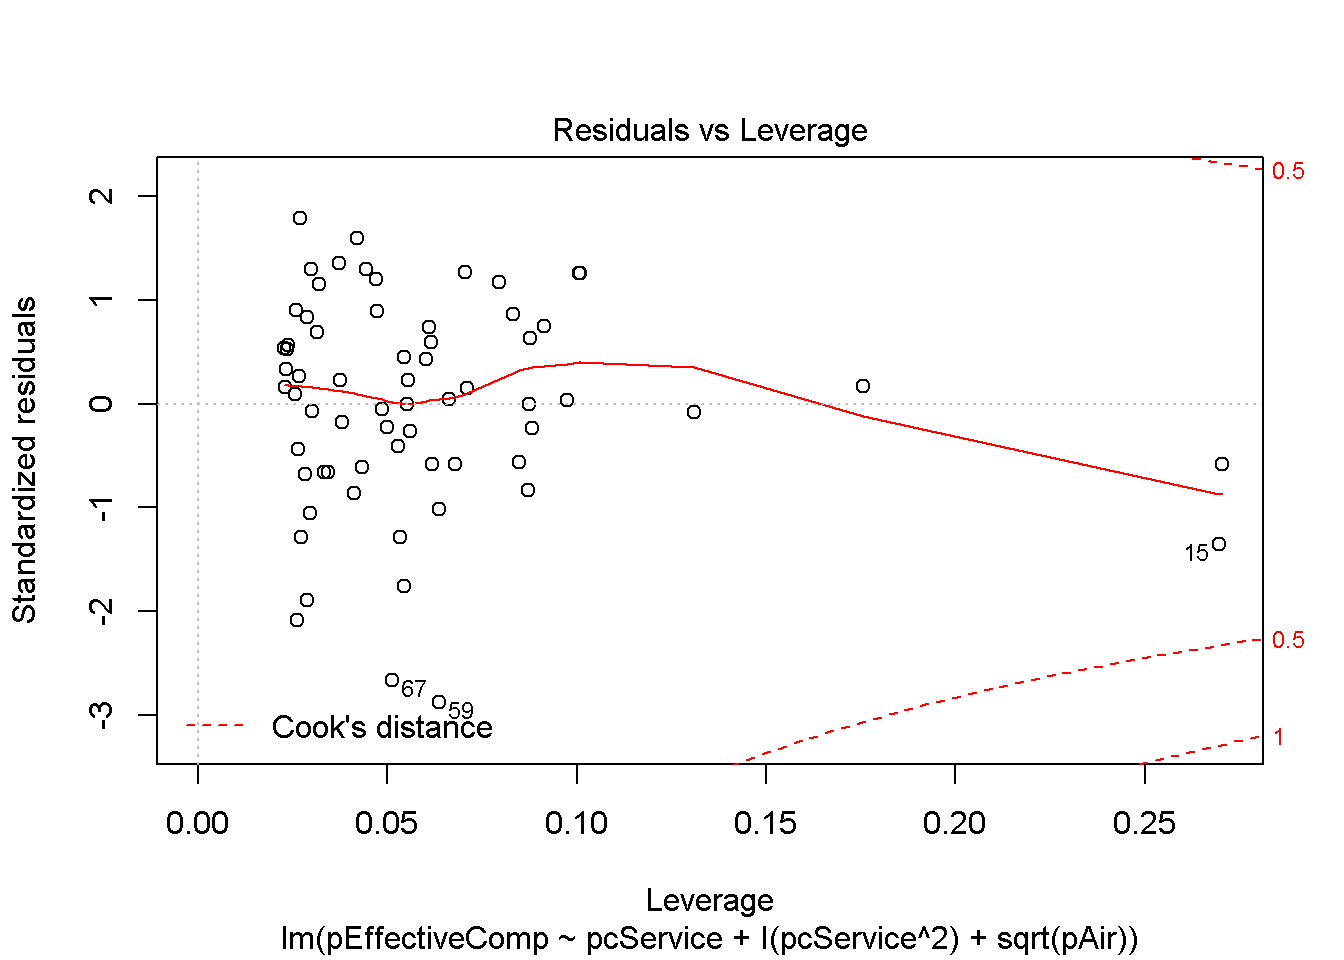 Residuals vs Leverage
Standardized residuals
2
1
0
-1
-2
-3
0.5
0.5
1
15
67
59
Cook's distance
0.00 0.05 0.10 0.15 0.20 0.25
Leverage
lm(pEffectiveComp ~ pcService + I(pcService^2) + sqrt(pAir))